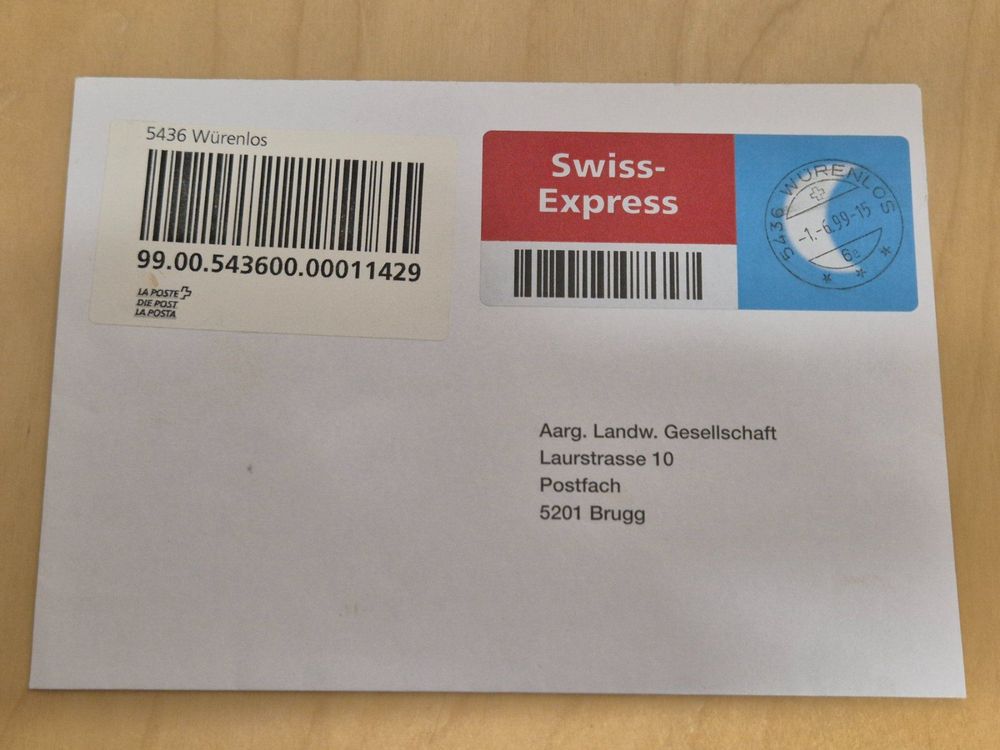 5436 Würenlos
99.00.543600.00011429
LA POSTE
DIE POST
LA POSTA
Swiss-
Express
5436 WÜRENLOS
-1.-6.99-15
6a
Aarg. Landw. Gesellschaft
Laurstrasse 10
Postfach
5201 Brugg